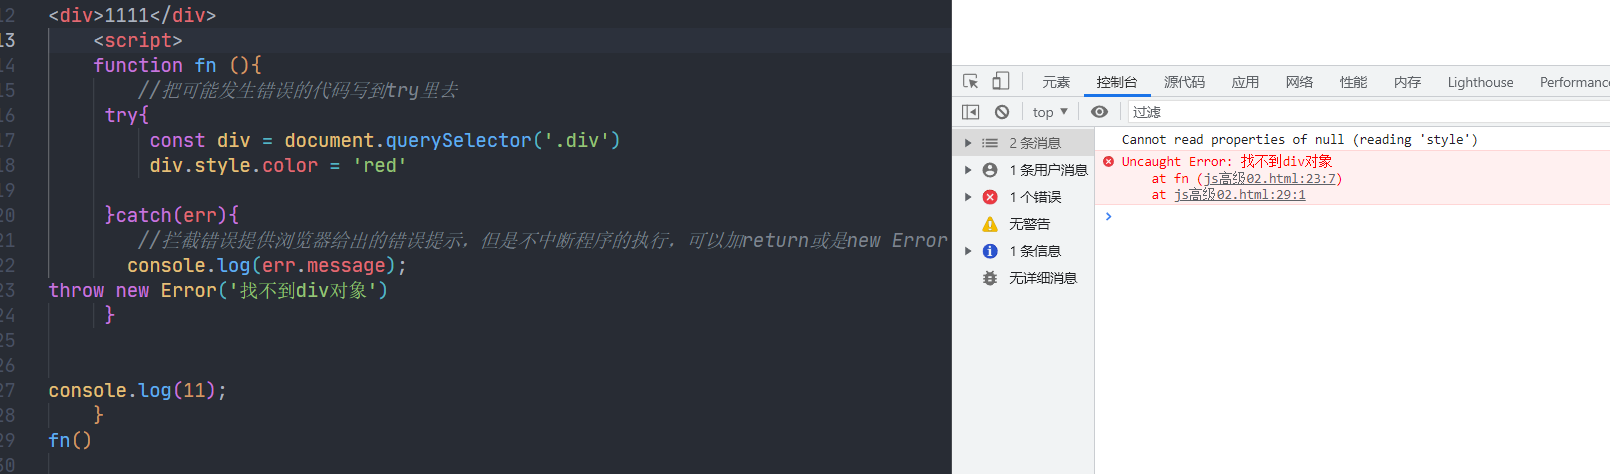 12 <div>1111</div>
13 <script>
14 function fn (){
15 //把可能发生错误的代码写到try里去
16 try{
17 const div = document.querySelector('.div')
18 div.style.color = 'red'
19
20 }catch(err){
21 //拦截错误提供浏览器给出的错误提示，但是不中断程序的执行，可以加return或是new Error
22 console.log(err.message);
23 throw new Error('找不到div对象')
24 }
25
26
27 console.log(11);
28 }
29 fn()
30
元素 控制台 源代码 应用 网络 性能 内存 Lighthouse Performance
top ▼ 过滤
2 条消息
1 条用户消息
1 个错误
无警告
1 条信息
无详细消息
Cannot read properties of null (reading 'style')
Uncaught Error: 找不到div对象
at fn (js高级02.html:23:7)
at js高级02.html:29:1